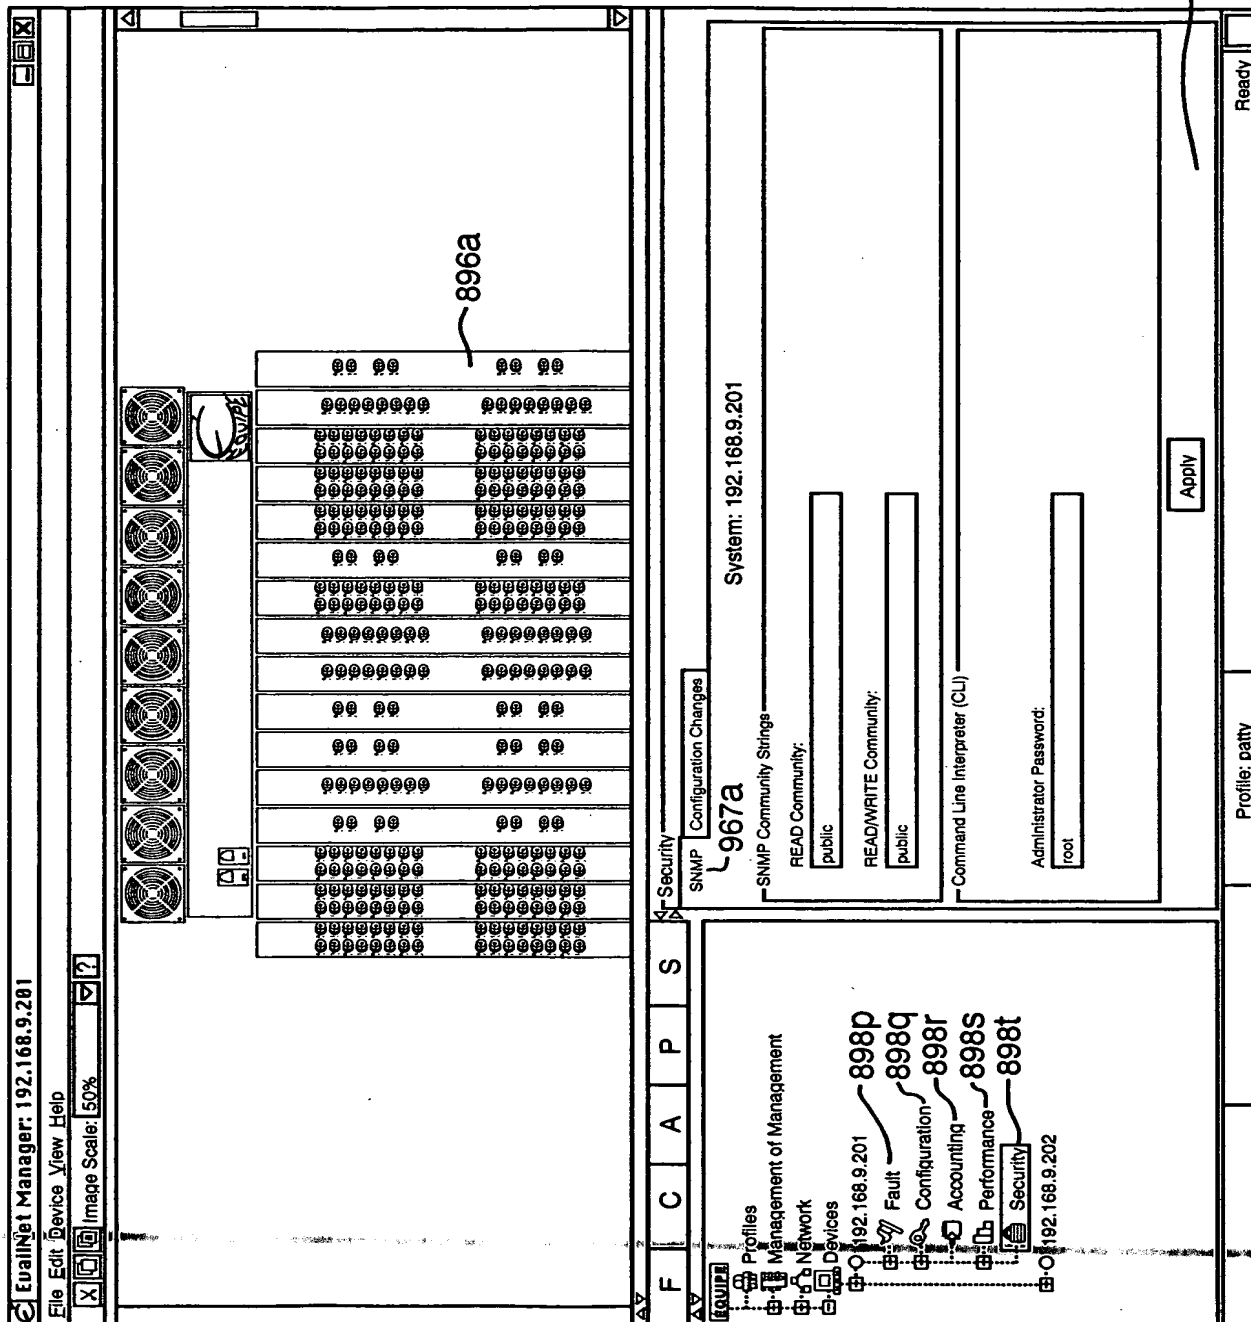 EuallNet Manager: 192.168.9.201
File Edit Device View Help
Image Scale: 50%
?
896a
F C A P S
EQUIPE
Profiles
Management of Management
Network
Devices
192.168.9.201
Fault
898p
Configuration
898q
Accounting
898r
Performance
898s
Security
898t
192.168.9.202
Security
SNMP
Configuration Changes
967a
System: 192.168.9.201
SNMP Community Strings
READ Community:
public
READ/WRITE Community:
public
Command Line Interpreter (CLI)
Administrator Password:
root
Apply
Profile: patty
Ready